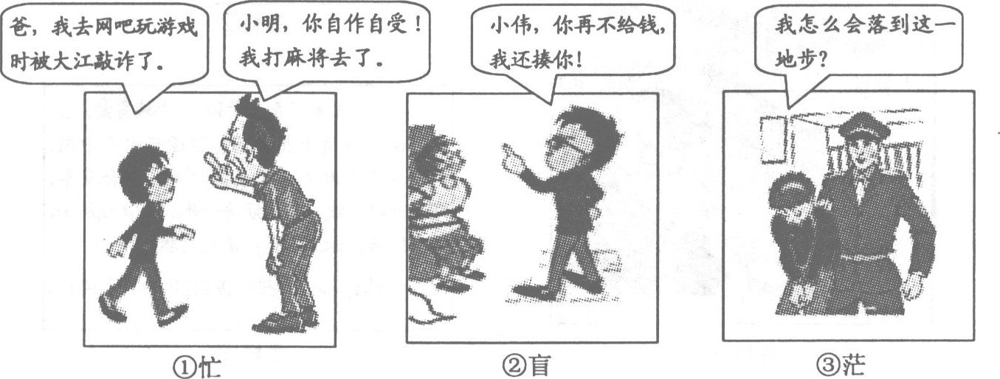 爸，我去网吧玩游戏
时被大江敲诈了。
小明，你自作自受！
我打麻将去了。
小伟，你再不给钱，
我还揍你！
我怎么会落到这一
地步？
①忙
②盲
③茫